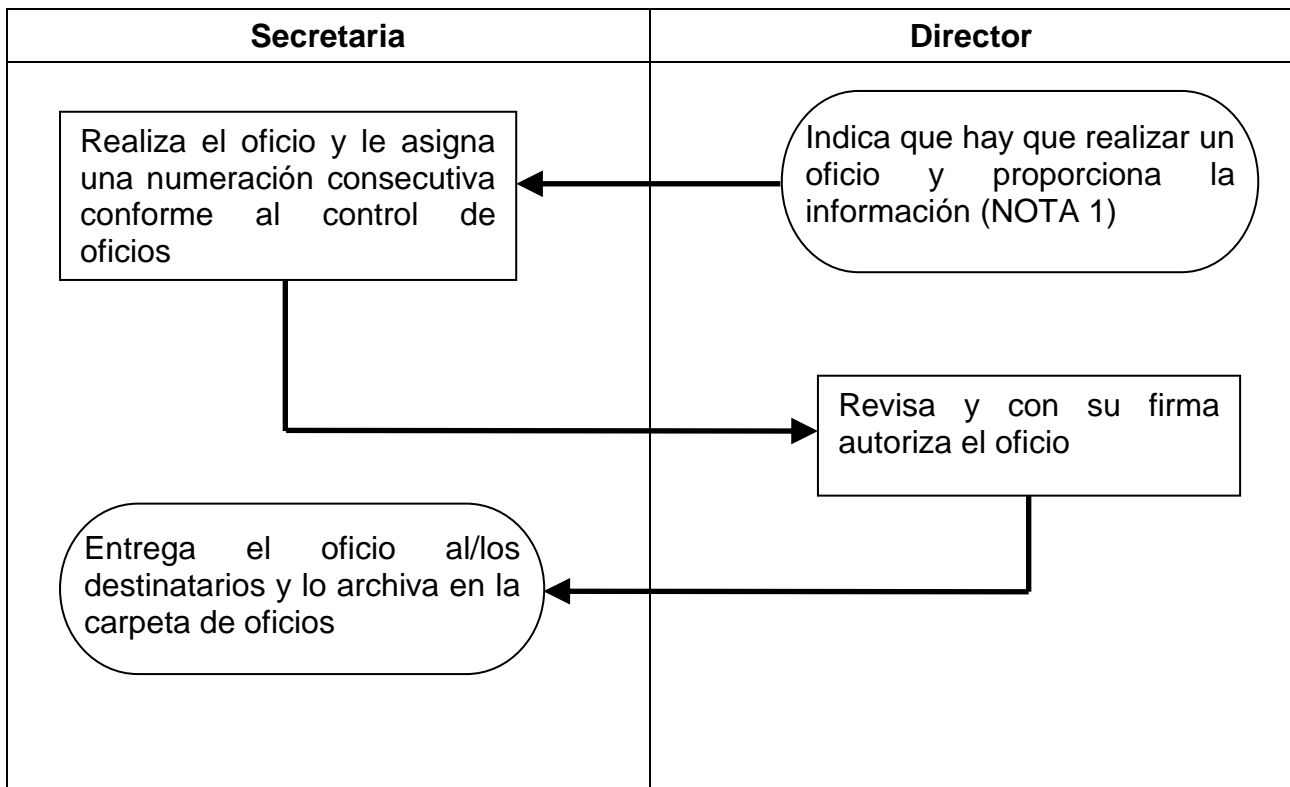 Secretaria
Director
Realiza el oficio y le asigna
una numeración consecutiva
conforme al control de
oficios
Indica que hay que realizar un
oficio y proporciona la
información (NOTA 1)
Revisa y con su firma
autoriza el oficio
Entrega el oficio al/los
destinatarios y lo archiva en la
carpeta de oficios